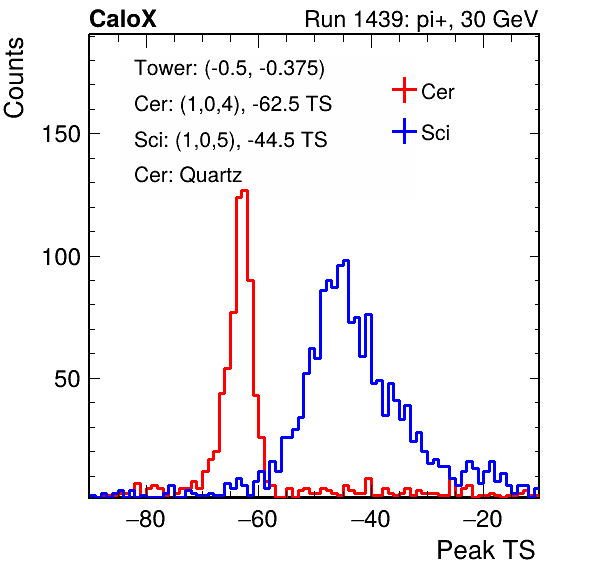 CaloX Run 1439: pi+, 30 GeV
Counts
Tower: (-0.5, -0.375)
Cer: (1,0,4), -62.5 TS
Sci: (1,0,5), -44.5 TS
Cer: Quartz
Cer
Sci
150
100
50
−80 −60 −40 −20
Peak TS